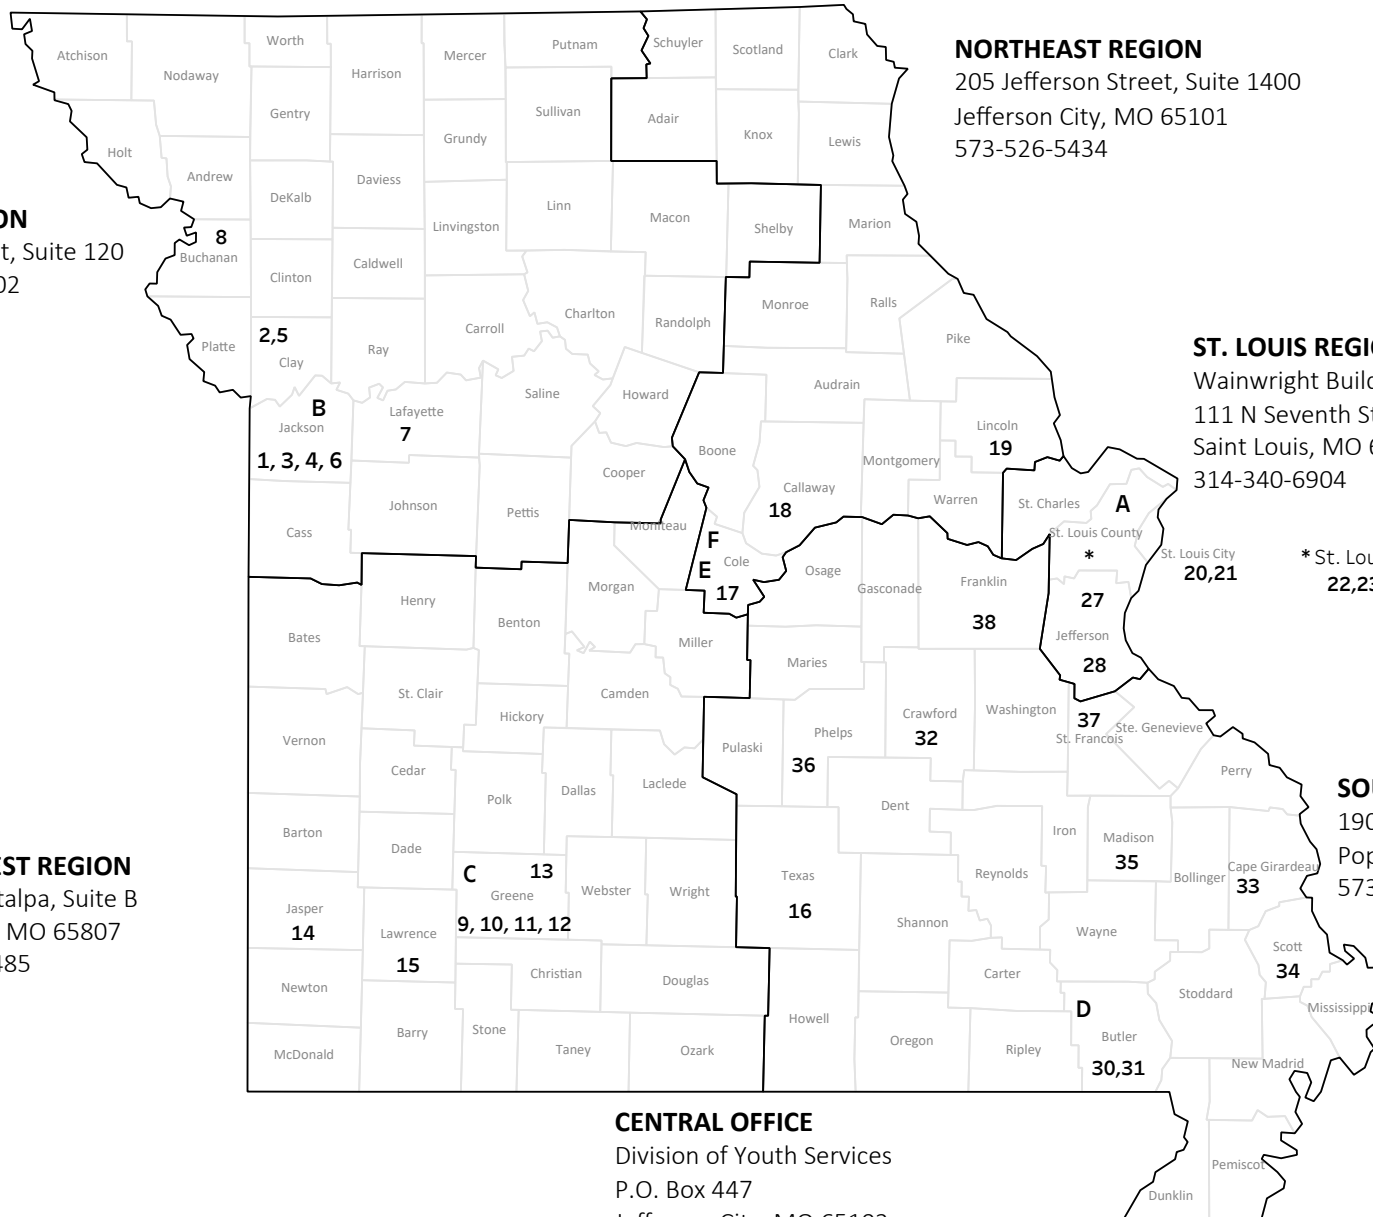 Atchison
Nodaway
Worth
Harrison
Mercer
Putnam
Schuyler
Scotland
Clark
NORTHEAST REGION
205 Jefferson Street, Suite 1400
Jefferson City, MO 65101
573-526-5434
Gentry
Sullivan
Adair
Knox
Lewis
Grundy
Holt
Andrew
DeKalb
Daviess
Linvingston
Linn
Macon
Shelby
Marion
ON
t, Suite 120
02
8
Buchanan
Clinton
Caldwell
Charlton
Randolph
Monroe
Ralls
Pike
Platte
2,5
Clay
Ray
Carroll
ST. LOUIS REGI
Wainwright Build
111 N Seventh St
Saint Louis, MO 6
314-340-6904
B
Jackson
1, 3, 4, 6
Lafayette
7
Saline
Howard
Audrain
Lincoln
19
Boone
Cooper
Callaway
18
Montgomery
Warren
St. Charles
A
St. Louis County
*
St. Louis City
20,21
* St. Lou
22,23
Cass
Johnson
Pettis
Moniteau
F
E
Cole
17
Osage
Gasconade
Franklin
38
27
Jefferson
28
Bates
Henry
Benton
Morgan
Miller
Maries
St. Clair
Hickory
Camden
Pulaski
Phelps
36
Crawford
32
Washington
37
St. Francois
Ste. Genevieve
Perry
Vernon
Cedar
Polk
Dallas
Laclede
Dent
Iron
Madison
35
Bollinger
Cape Girardeau
33
SOU
190
Pop
573
Barton
Dade
C
13
Greene
9, 10, 11, 12
Webster
Wright
Texas
16
Reynolds
Shannon
Wayne
Scott
34
EST REGION
talpa, Suite B
MO 65807
485
Jasper
14
Lawrence
15
Newton
Christian
Douglas
Carter
Stoddard
Mississippi
McDonald
Barry
Stone
Taney
Ozark
Howell
Oregon
Ripley
D
Butler
30,31
New Madrid
Pemiscot
Dunklin
CENTRAL OFFICE
Division of Youth Services
P.O. Box 447
Jefferson City, MO 65102